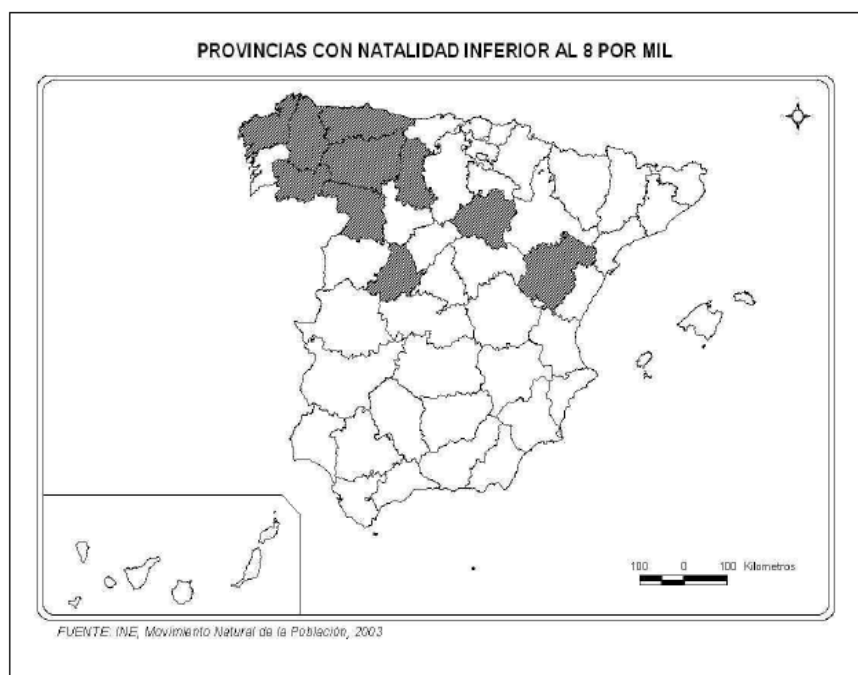 PROVINCIAS CON NATALIDAD INFERIOR AL 8 POR MIL
100 0 100 Kilometros
FUENTE: INE, Movimiento Natural de la Población, 2003